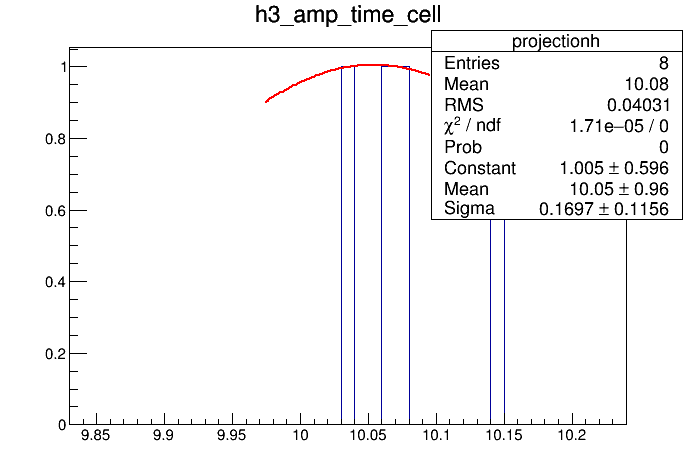 h3_amp_time_cell
projectionh
Entries 8
Mean 10.08
RMS 0.04031
χ² / ndf 1.71e−05 / 0
Prob 0
Constant 1.005 ± 0.596
Mean 10.05 ± 0.96
Sigma 0.1697 ± 0.1156
1
0.8
0.6
0.4
0.2
0
9.85 9.9 9.95 10 10.05 10.1 10.15 10.2